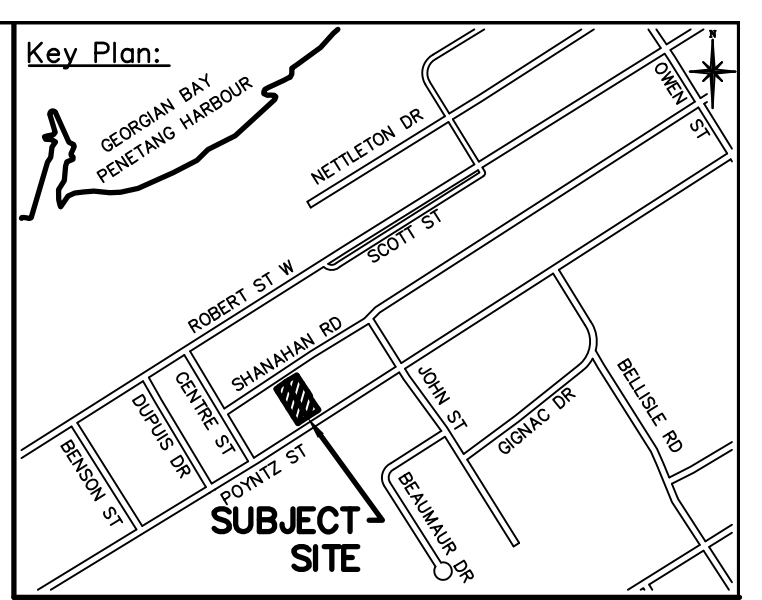 Key Plan:
GEORGIAN BAY
PENETANG HARBOUR
N
NETTLETON DR
OWEN ST
SCOTT ST
ROBERT ST W
SHANAHAN RD
CENTRE ST
DUPUIS DR
BENSON ST
POYNTZ ST
JOHN ST
GIGNAC DR
BELLISLE RD
BEAUMAUR DR
SUBJECT
SITE